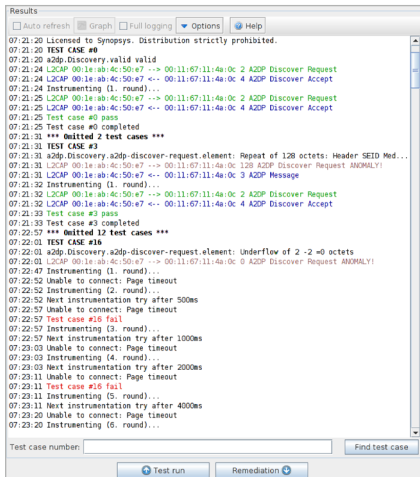 Results
Auto refresh Graph Full logging Options Help
07:21:20 Licensed to Synopsys. Distribution strictly prohibited.
07:21:20 TEST CASE #0
07:21:20 a2dp.Discovery.valid valid
07:21:24 L2CAP 00:1e:ab:4c:50:e7 --> 00:11:67:11:4a:0c 2 A2DP Discover Request
07:21:24 L2CAP 00:1e:ab:4c:50:e7 <-- 00:11:67:11:4a:0c 4 A2DP Discover Accept
07:21:24 Instrumenting (1. round)...
07:21:25 L2CAP 00:1e:ab:4c:50:e7 --> 00:11:67:11:4a:0c 2 A2DP Discover Request
07:21:25 L2CAP 00:1e:ab:4c:50:e7 <-- 00:11:67:11:4a:0c 4 A2DP Discover Accept
07:21:25 Test case #0 pass
07:21:25 Test case #0 completed
07:21:31 *** Omitted 2 test cases ***
07:21:31 TEST CASE #3
07:21:31 a2dp.Discovery.a2dp-discover-request.element: Repeat of 128 octets: Header SEID Med...
07:21:31 L2CAP 00:1e:ab:4c:50:e7 --> 00:11:67:11:4a:0c 128 A2DP Discover Request ANOMALY!
07:21:31 L2CAP 00:1e:ab:4c:50:e7 <-- 00:11:67:11:4a:0c 3 A2DP Message
07:21:32 Instrumenting (1. round)...
07:21:32 L2CAP 00:1e:ab:4c:50:e7 --> 00:11:67:11:4a:0c 2 A2DP Discover Request
07:21:32 L2CAP 00:1e:ab:4c:50:e7 <-- 00:11:67:11:4a:0c 4 A2DP Discover Accept
07:21:33 Test case #3 pass
07:21:33 Test case #3 completed
07:22:57 *** Omitted 12 test cases ***
07:22:01 TEST CASE #16
07:22:01 a2dp.Discovery.a2dp-discover-request.element: Underflow of 2 -2 =0 octets
07:22:01 L2CAP 00:1e:ab:4c:50:e7 --> 00:11:67:11:4a:0c 0 A2DP Discover Request ANOMALY!
07:22:47 Instrumenting (1. round)...
07:22:52 Unable to connect: Page timeout
07:22:52 Instrumenting (2. round)...
07:22:52 Next instrumentation try after 500ms
07:22:57 Unable to connect: Page timeout
07:22:57 Test case #16 fail
07:22:57 Instrumenting (3. round)...
07:22:57 Next instrumentation try after 1000ms
07:23:03 Unable to connect: Page timeout
07:23:03 Instrumenting (4. round)...
07:23:03 Next instrumentation try after 2000ms
07:23:11 Unable to connect: Page timeout
07:23:11 Test case #16 fail
07:23:11 Instrumenting (5. round)...
07:23:11 Next instrumentation try after 4000ms
07:23:20 Unable to connect: Page timeout
07:23:20 Instrumenting (6. round)...
Test case number: Find test case
Test run Remediation